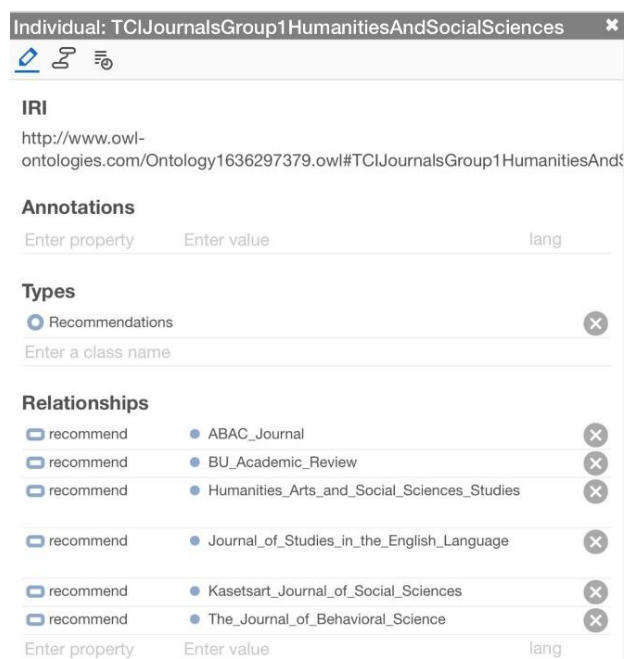 Individual: TCIJournalsGroup1HumanitiesAndSocialSciences
IRI
http://www.owl-
ontologies.com/Ontology1636297379.owl#TCIJournalsGroup1HumanitiesAndS
Annotations
Enter property Enter value lang
Types
Recommendations
Enter a class name
Relationships
recommend ABAC_Journal
recommend BU_Academic_Review
recommend Humanities_Arts_and_Social_Sciences_Studies
recommend Journal_of_Studies_in_the_English_Language
recommend Kasetsart_Journal_of_Social_Sciences
recommend The_Journal_of_Behavioral_Science
Enter property Enter value lang